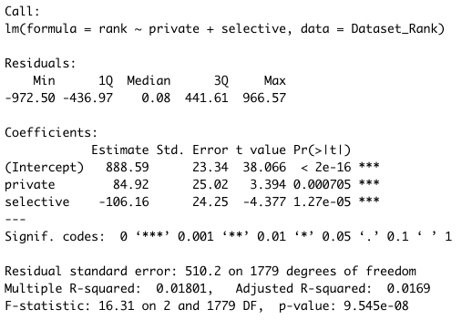 Call:
lm(formula = rank ~ private + selective, data = Dataset_Rank)
Residuals:
Min 1Q Median 3Q Max
-972.50 -436.97 0.08 441.61 966.57
Coefficients:
Estimate Std. Error t value Pr(>|t|)
(Intercept) 888.59 23.34 38.066 < 2e-16 ***
private 84.92 25.02 3.394 0.000705 ***
selective -106.16 24.25 -4.377 1.27e-05 ***
---
Signif. codes: 0 ‘***’ 0.001 ‘**’ 0.01 ‘*’ 0.05 ‘.’ 0.1 ‘ ’ 1
Residual standard error: 510.2 on 1779 degrees of freedom
Multiple R-squared: 0.01801, Adjusted R-squared: 0.0169
F-statistic: 16.31 on 2 and 1779 DF, p-value: 9.545e-08